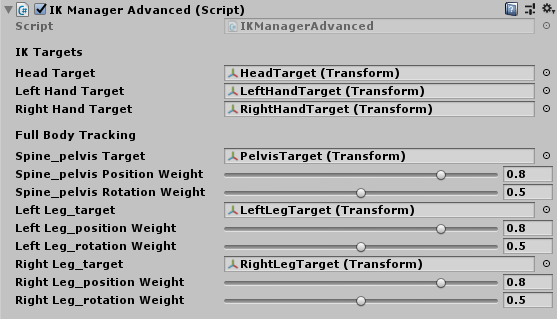 IK Manager Advanced (Script)
Script IKManagerAdvanced
IK Targets
Head Target HeadTarget (Transform)
Left Hand Target LeftHandTarget (Transform)
Right Hand Target RightHandTarget (Transform)
Full Body Tracking
Spine_pelvis Target PelvisTarget (Transform)
Spine_pelvis Position Weight 0.8
Spine_pelvis Rotation Weight 0.5
Left Leg_target LeftLegTarget (Transform)
Left Leg_position Weight 0.8
Left Leg_rotation Weight 0.5
Right Leg_target RightLegTarget (Transform)
Right Leg_position Weight 0.8
Right Leg_rotation Weight 0.5